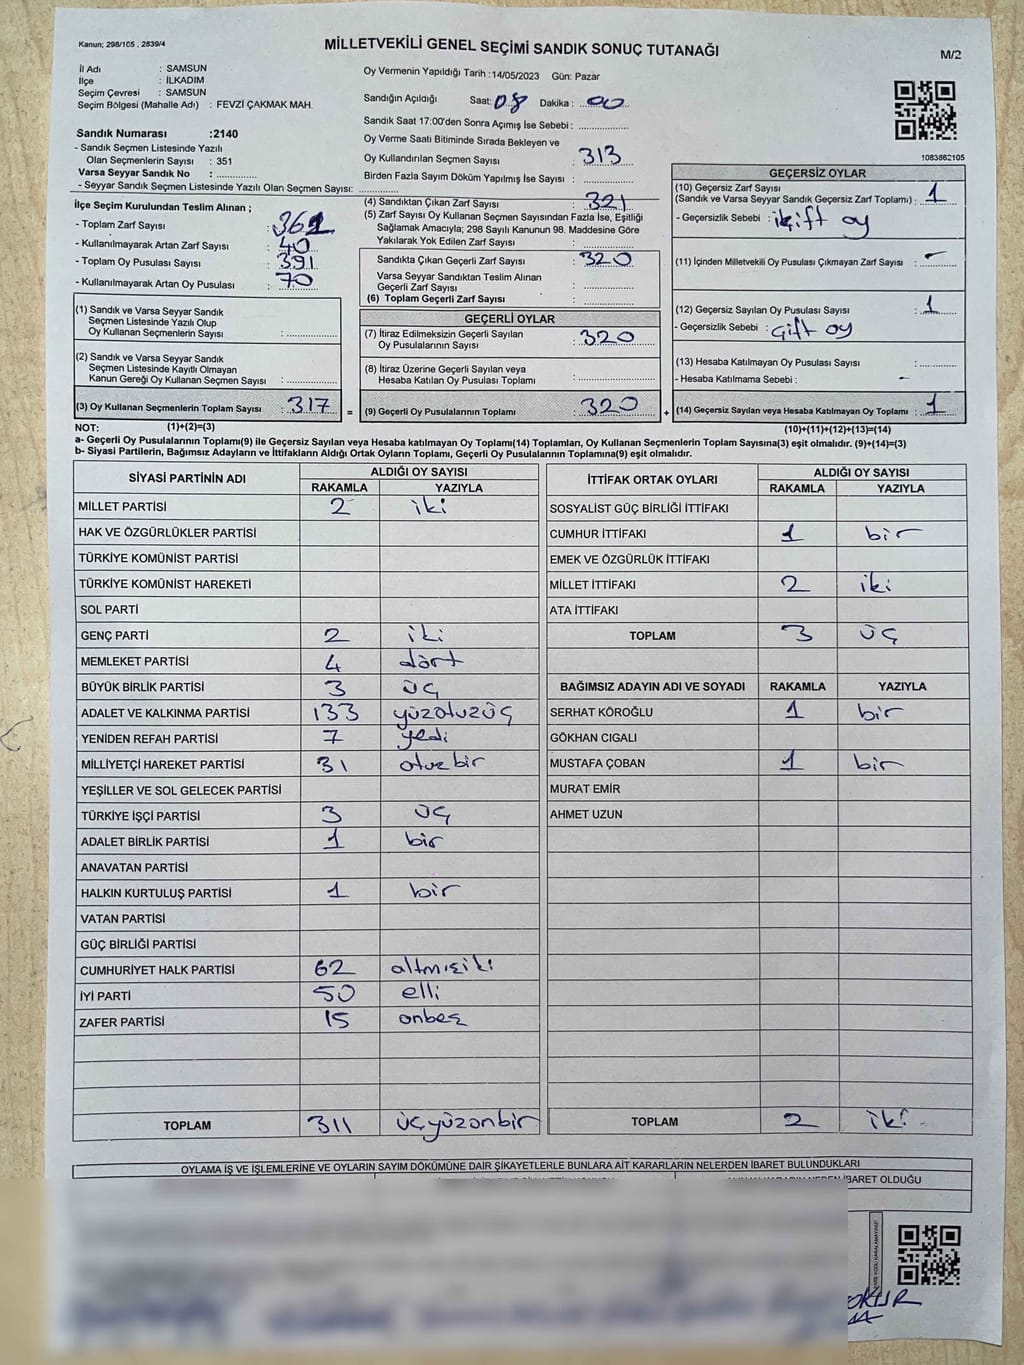 Kanun; 298/105 , 2839/4
MİLLETVEKİLİ GENEL SEÇİMİ SANDIK SONUÇ TUTANAĞI
M/2
İl Adı : SAMSUN
İlçe : İLKADIM
Seçim Çevresi : SAMSUN
Seçim Bölgesi (Mahalle Adı) : FEVZİ ÇAKMAK MAH.
Oy Vermenin Yapıldığı Tarih :14/05/2023 Gün: Pazar
Sandığın Açıldığı Saat: 08 Dakika : 00
Sandık Saat 17:00'den Sonra Açımış İse Sebebi :
Oy Verme Saati Bitiminde Sırada Bekleyen ve
Oy Kullandırılan Seçmen Sayısı : 313
Birden Fazla Sayım Döküm Yapılmış İse Sayısı :
1083862105
Sandık Numarası :2140
- Sandık Seçmen Listesinde Yazılı
Olan Seçmenlerin Sayısı : 351
Varsa Seyyar Sandık No :
- Seyyar Sandık Seçmen Listesinde Yazılı Olan Seçmen Sayısı:
İlçe Seçim Kurulundan Teslim Alınan ;
- Toplam Zarf Sayısı : 361
- Kullanılmayarak Artan Zarf Sayısı : 40
- Toplam Oy Pusulası Sayısı : 391
- Kullanılmayarak Artan Oy Pusulası : 70
(1) Sandık ve Varsa Seyyar Sandık
Seçmen Listesinde Yazılı Olup
Oy Kullanan Seçmenlerin Sayısı :
(2) Sandık ve Varsa Seyyar Sandık
Seçmen Listesinde Kayıtlı Olmayan
Kanun Gereği Oy Kullanan Seçmen Sayısı :
(3) Oy Kullanan Seçmenlerin Toplam Sayısı : 317 =
(4) Sandıktan Çıkan Zarf Sayısı : 321
(5) Zarf Sayısı Oy Kullanan Seçmen Sayısından Fazla İse, Eşitliği
Sağlamak Amacıyla; 298 Sayılı Kanunun 98. Maddesine Göre
Yakılarak Yok Edilen Zarf Sayısı :
Sandıkta Çıkan Geçerli Zarf Sayısı : 320
Varsa Seyyar Sandıktan Teslim Alınan
Geçerli Zarf Sayısı :
(6) Toplam Geçerli Zarf Sayısı :
GEÇERLİ OYLAR
(7) İtiraz Edilmeksizin Geçerli Sayılan
Oy Pusulalarının Sayısı : 320
(8) İtiraz Üzerine Geçerli Sayılan veya
Hesaba Katılan Oy Pusulası Toplamı :
(9) Geçerli Oy Pusulalarının Toplamı : 320 +
GEÇERSİZ OYLAR
(10) Geçersiz Zarf Sayısı
(Sandık ve Varsa Seyyar Sandık Geçersiz Zarf Toplamı) : 1
- Geçersizlik Sebebi : çift oy
(11) İçinden Milletvekili Oy Pusulası Çıkmayan Zarf Sayısı : -
(12) Geçersiz Sayılan Oy Pusulası Sayısı : 1
- Geçersizlik Sebebi : çift oy
(13) Hesaba Katılmayan Oy Pusulası Sayısı :
- Hesaba Katılmama Sebebi : -
(14) Geçersiz Sayılan veya Hesaba Katılmayan Oy Toplamı : 1
NOT: (1)+(2)=(3) (10)+(11)+(12)+(13)=(14)
a- Geçerli Oy Pusulalarının Toplamı(9) ile Geçersiz Sayılan veya Hesaba katılmayan Oy Toplamı(14) Toplamları, Oy Kullanan Seçmenlerin Toplam Sayısına(3) eşit olmalıdır. (9)+(14)=(3)
b- Siyasi Partilerin, Bağımsız Adayların ve İttifakların Aldığı Ortak Oyların Toplamı, Geçerli Oy Pusulalarının Toplamına(9) eşit olmalıdır.
SİYASİ PARTİNİN ADI ALDIĞI OY SAYISI
RAKAMLA YAZIYLA
MİLLET PARTİSİ 2 iki
HAK VE ÖZGÜRLÜKLER PARTİSİ
TÜRKİYE KOMÜNİST PARTİSİ
TÜRKİYE KOMÜNİST HAREKETİ
SOL PARTİ
GENÇ PARTİ 2 iki
MEMLEKET PARTİSİ 4 dört
BÜYÜK BİRLİK PARTİSİ 3 üç
ADALET VE KALKINMA PARTİSİ 133 yüzotuzüç
YENİDEN REFAH PARTİSİ 7 yedi
MİLLİYETÇİ HAREKET PARTİSİ 31 otuzbir
YEŞİLLER VE SOL GELECEK PARTİSİ
TÜRKİYE İŞÇİ PARTİSİ 3 üç
ADALET BİRLİK PARTİSİ 1 bir
ANAVATAN PARTİSİ
HALKIN KURTULUŞ PARTİSİ 1 bir
VATAN PARTİSİ
GÜÇ BİRLİĞİ PARTİSİ
CUMHURİYET HALK PARTİSİ 62 altmışiki
İYİ PARTİ 50 elli
ZAFER PARTİSİ 15 onbeş
TOPLAM 311 üçyüzonbir
İTTİFAK ORTAK OYLARI ALDIĞI OY SAYISI
RAKAMLA YAZIYLA
SOSYALİST GÜÇ BİRLİĞİ İTTİFAKI
CUMHUR İTTİFAKI 1 bir
EMEK VE ÖZGÜRLÜK İTTİFAKI
MİLLET İTTİFAKI 2 iki
ATA İTTİFAKI
TOPLAM 3 üç
BAĞIMSIZ ADAYIN ADI VE SOYADI RAKAMLA YAZIYLA
SERHAT KÖROĞLU 1 bir
GÖKHAN CIGALI
MUSTAFA ÇOBAN 1 bir
MURAT EMİR
AHMET UZUN
TOPLAM 2 iki
OYLAMA İŞ VE İŞLEMLERİNE VE OYLARIN SAYIM DÖKÜMÜNE DAİR ŞİKAYETLERLE BUNLARA AİT KARARLARIN NELERDEN İBARET BULUNDUKLARI
İBARET OLDUĞU